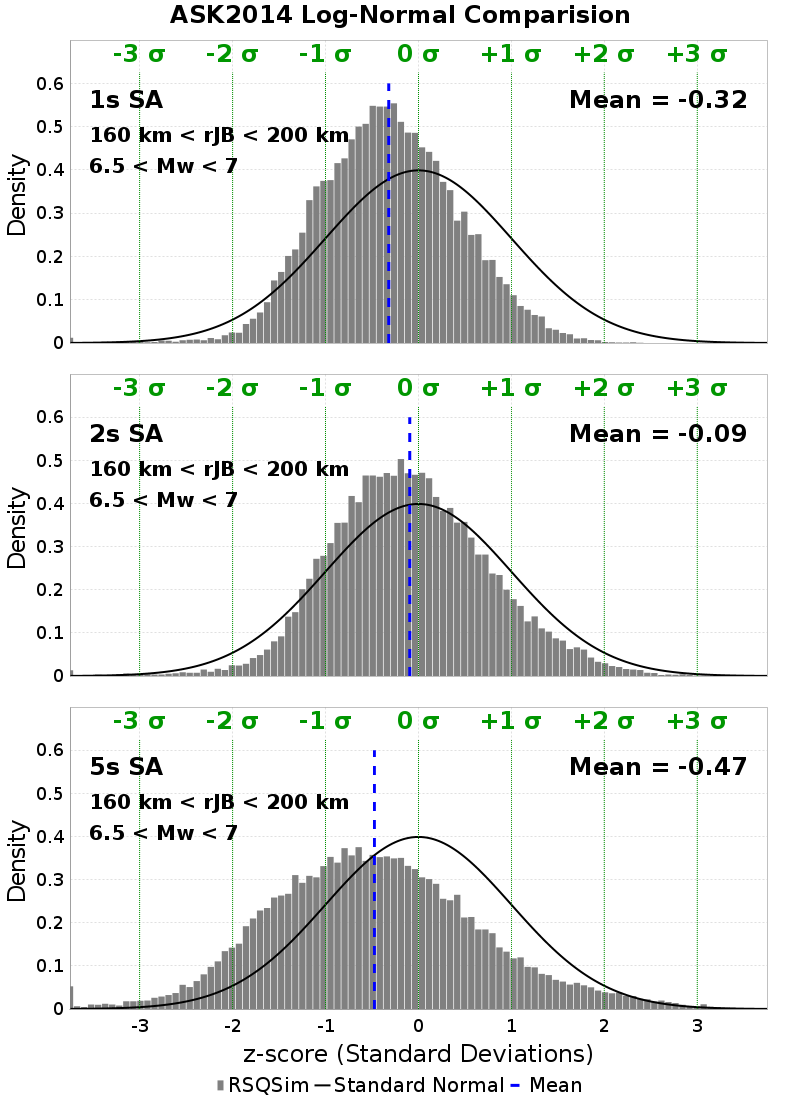 ASK2014 Log-Normal Comparision
-3 σ -2 σ -1 σ 0 σ +1 σ +2 σ +3 σ
1s SA Mean = -0.32
160 km < rJB < 200 km
6.5 < Mw < 7
Density
0.6
0.5
0.4
0.3
0.2
0.1
0
-3 σ -2 σ -1 σ 0 σ +1 σ +2 σ +3 σ
2s SA Mean = -0.09
160 km < rJB < 200 km
6.5 < Mw < 7
Density
0.6
0.5
0.4
0.3
0.2
0.1
0
-3 σ -2 σ -1 σ 0 σ +1 σ +2 σ +3 σ
5s SA Mean = -0.47
160 km < rJB < 200 km
6.5 < Mw < 7
Density
0.6
0.5
0.4
0.3
0.2
0.1
0
-3 -2 -1 0 1 2 3
z-score (Standard Deviations)
RSQSim Standard Normal Mean